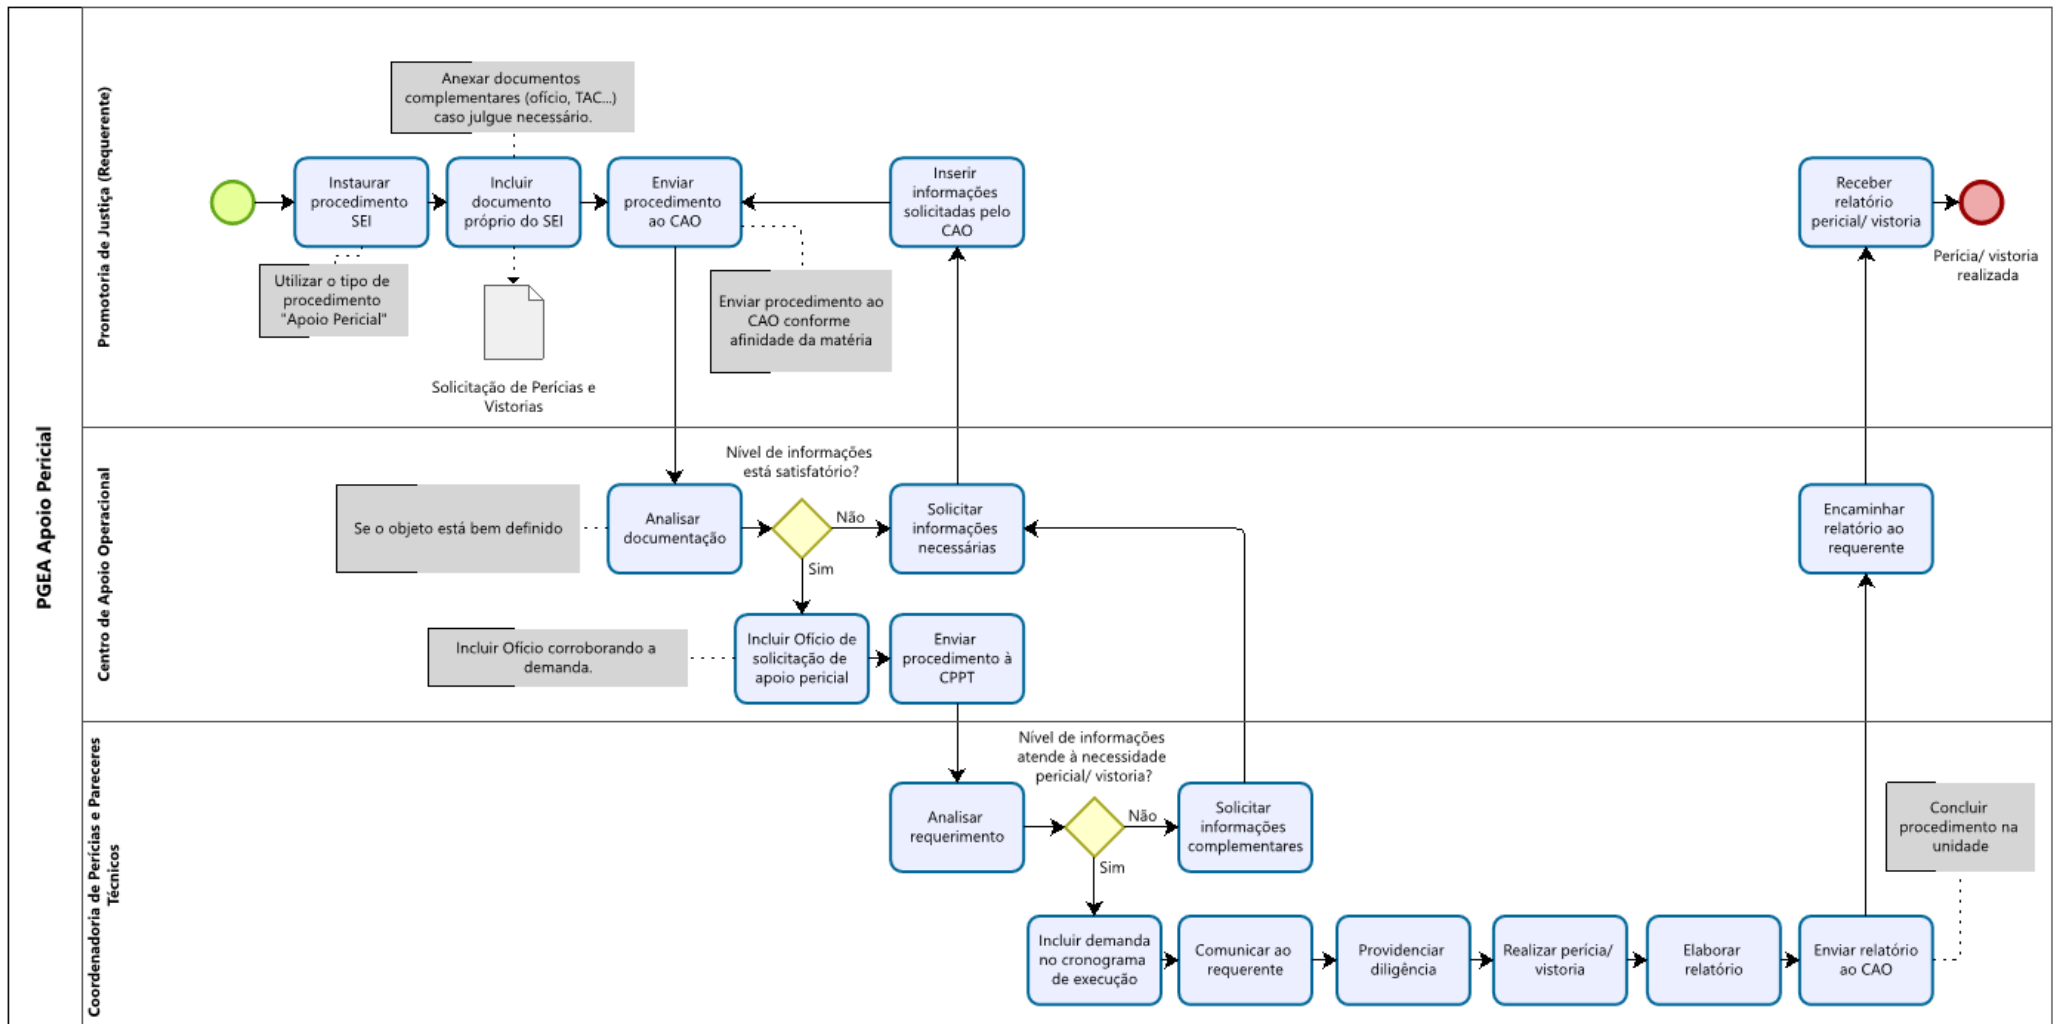 PGEA Apoio Pericial
Promotoria de Justiça (Requerente)
Anexar documentos
complementares (ofício, TAC...)
caso julgue necessário.
Instaurar
procedimento
SEI
Incluir
documento
próprio do SEI
Enviar
procedimento
ao CAO
Inserir
informações
solicitadas pelo
CAO
Receber
relatório
pericial/ vistoria
Perícia/ vistoria
realizada
Utilizar o tipo de
procedimento
"Apoio Pericial"
Solicitação de Perícias e
Vistorias
Enviar procedimento ao
CAO conforme
afinidade da matéria
Centro de Apoio Operacional
Nível de informações
está satisfatório?
Se o objeto está bem definido
Analisar
documentação
Não
Sim
Solicitar
informações
necessárias
Encaminhar
relatório ao
requerente
Incluir Ofício corroborando a
demanda.
Incluir Ofício de
solicitação de
apoio pericial
Enviar
procedimento à
CPPT
Coordenadoria de Perícias e Pareceres
Técnicos
Nível de informações
atende à necessidade
pericial/ vistoria?
Analisar
requerimento
Não
Sim
Solicitar
informações
complementares
Concluir
procedimento na
unidade
Incluir demanda
no cronograma
de execução
Comunicar ao
requerente
Providenciar
diligência
Realizar perícia/
vistoria
Elaborar
relatório
Enviar relatório
ao CAO